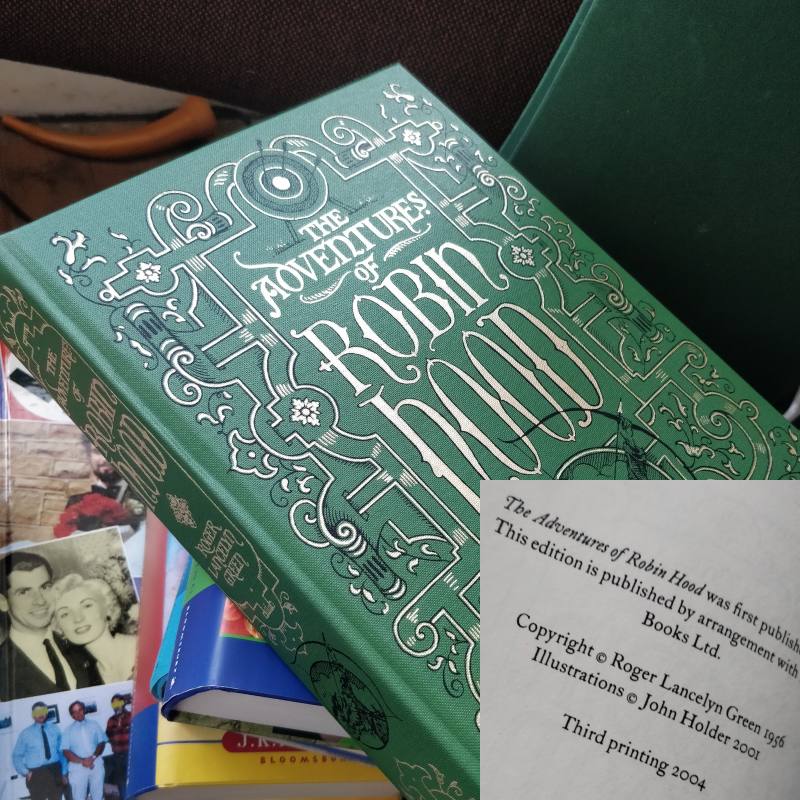 THE
ADVENTURES
OF
ROBIN
HOOD
THE
ADVENTURES
OF
ROBIN
HOOD
ROGER
LANCELYN
GREEN
J.K.
BLOOMSBU
The Adventures of Robin Hood was first publish
This edition is published by arrangement with
Books Ltd.
Copyright © Roger Lancelyn Green 1956
Illustrations © John Holder 2001
Third printing 2004